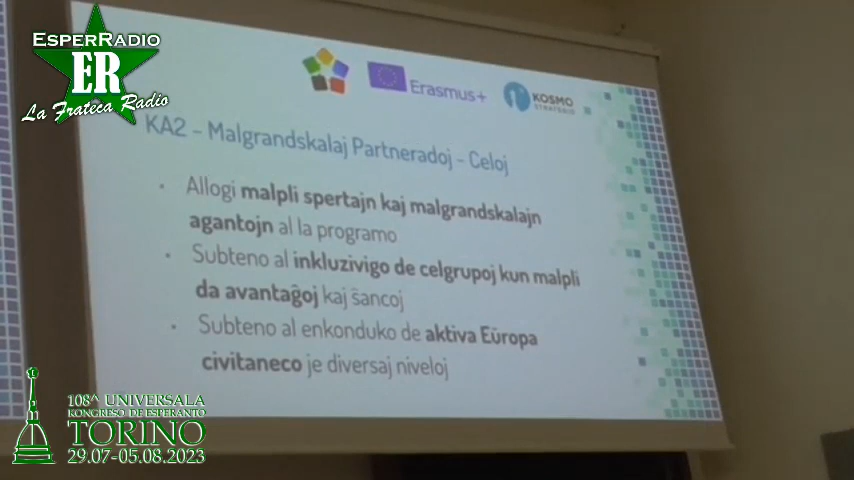 EsperRadio
ER
La Frateca Radio
Erasmus+
KOSMO
STRATEGIO
KA2 – Malgrandskalaj Partneradoj – Celoj
• Allogi malpli spertajn kaj malgrandskalajn
agantojn al la programo
• Subteno al inkluzivigo de celgrupoj kun malpli
da avantaĝoj kaj ŝancoj
• Subteno al enkonduko de aktiva Eŭropa
civitaneco je diversaj niveloj
108^ UNIVERSALA
KONGRESO DE ESPERANTO
TORINO
29.07-05.08.2023